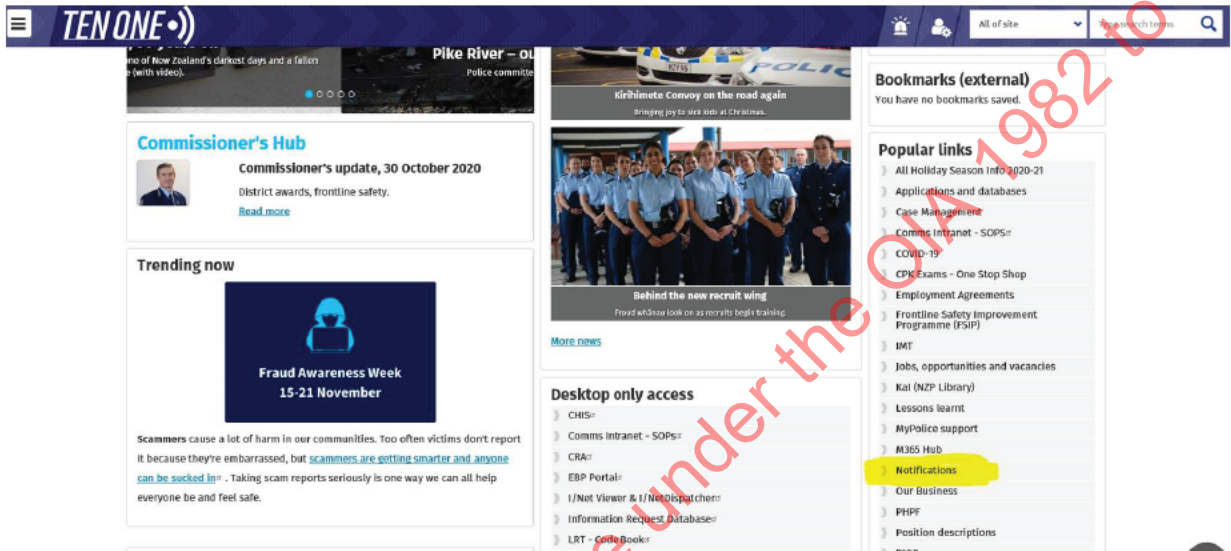 TEN ONE
All of site
Type search terms
one of New Zealand's darkest days and a fallen
e (with video).
Pike River – ou
Police committe
POLIC
Kirihimete Convoy on the road again
Bringing joy to sick kids at Christmas.
Bookmarks (external)
You have no bookmarks saved.
Commissioner's Hub
Commissioner's update, 30 October 2020
District awards, frontline safety.
Read more
Trending now
Fraud Awareness Week
15-21 November
Scammers cause a lot of harm in our communities. Too often victims don't report
it because they're embarrassed, but scammers are getting smarter and anyone
can be sucked in . Taking scam reports seriously is one way we can all help
everyone be and feel safe.
Behind the new recruit wing
Proud whānau look on as recruits begin training.
More news
Desktop only access
CHIS
Comms Intranet - SOPs
CRA
EBP Portal
I/Net Viewer & I/NetDispatcher
Information Request Database
LRT - CodeBook
Popular links
All Holiday Season Info 2020-21
Applications and databases
Case Management
Comms Intranet - SOPS
COVID-19
CPK Exams - One Stop Shop
Employment Agreements
Frontline Safety Improvement
Programme (FSIP)
IMT
Jobs, opportunities and vacancies
Kai (NZP Library)
Lessons learnt
MyPolice support
M365 Hub
Notifications
Our Business
PHPF
Position descriptions
under the OIA 1982 to